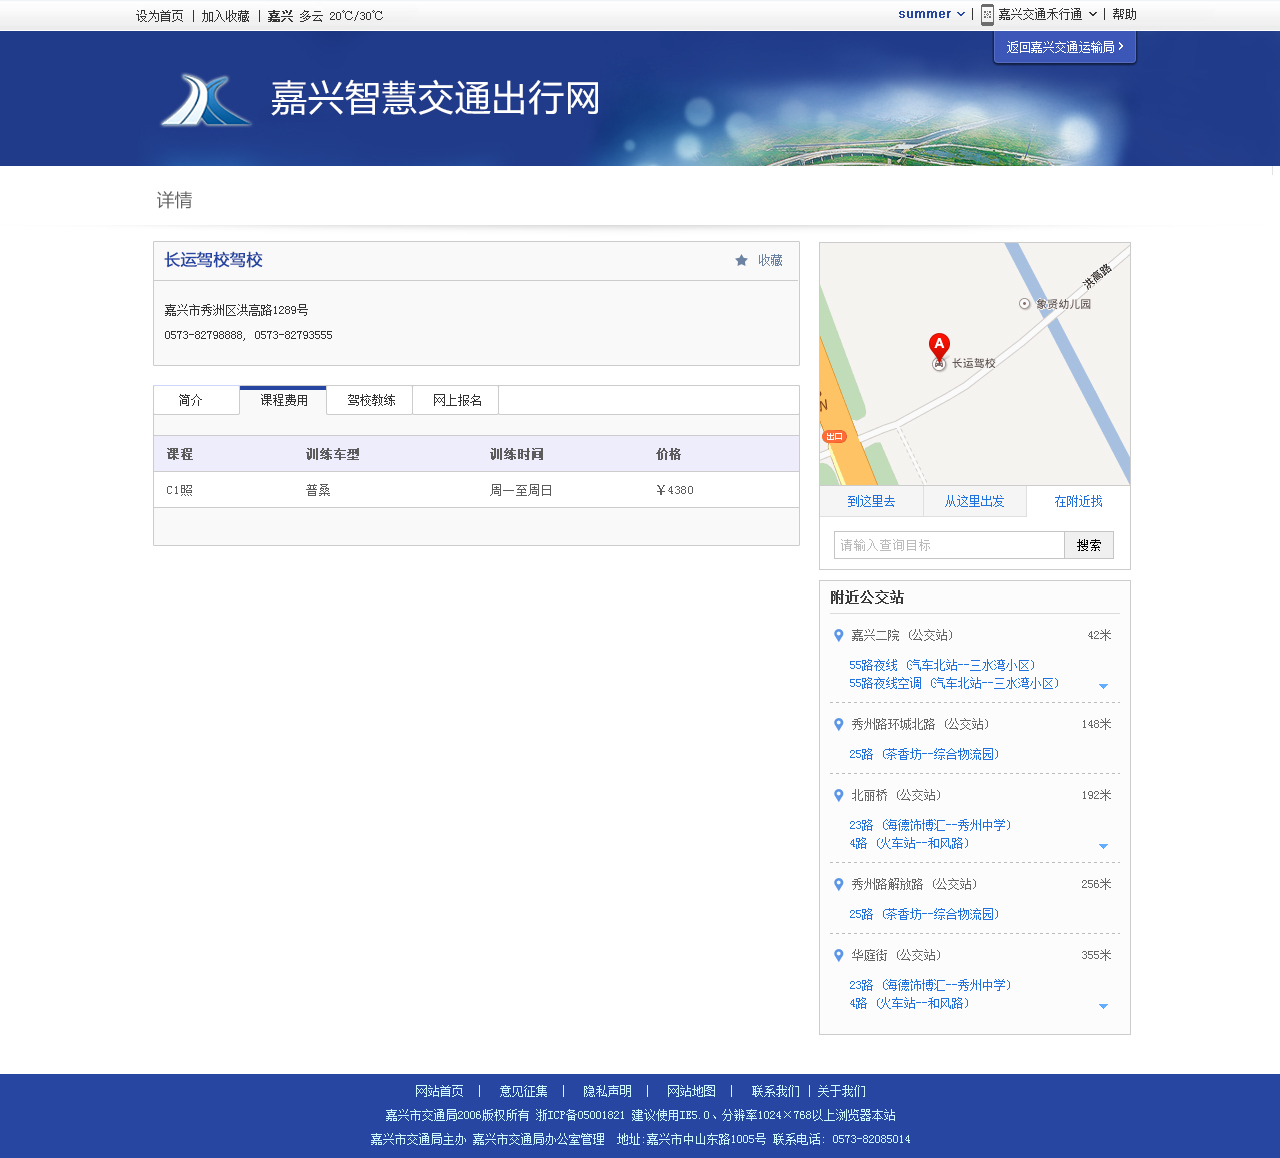 设为首页 | 加入收藏 | 嘉兴 多云 20℃/30℃
summer | 嘉兴交通禾行通 | 帮助
返回嘉兴交通运输局
嘉兴智慧交通出行网
详情
长运驾校驾校
收藏
嘉兴市秀洲区洪高路1289号
0573-82798888, 0573-82793555
简介 课程费用 驾校教练 网上报名
课程 训练车型 训练时间 价格
C1照 普桑 周一至周日 ￥4380
洪高路
象贤幼儿园
A
长运驾校
N
出口
到这里去 从这里出发 在附近找
请输入查询目标 搜索
附近公交站
嘉兴二院 (公交站) 42米
55路夜线 (汽车北站--三水湾小区)
55路夜线空调 (汽车北站--三水湾小区)
秀州路环城北路 (公交站) 148米
25路 (茶香坊--综合物流园)
北丽桥 (公交站) 192米
23路 (海德饰博汇--秀州中学)
4路 (火车站--和风路)
秀州路解放路 (公交站) 256米
25路 (茶香坊--综合物流园)
华庭街 (公交站) 355米
23路 (海德饰博汇--秀州中学)
4路 (火车站--和风路)
网站首页 | 意见征集 | 隐私声明 | 网站地图 | 联系我们 | 关于我们
嘉兴市交通局2006版权所有 浙ICP备05001821 建议使用IE5.0、分辨率1024×768以上浏览器本站
嘉兴市交通局主办 嘉兴市交通局办公室管理 地址:嘉兴市中山东路1005号 联系电话: 0573-82085014